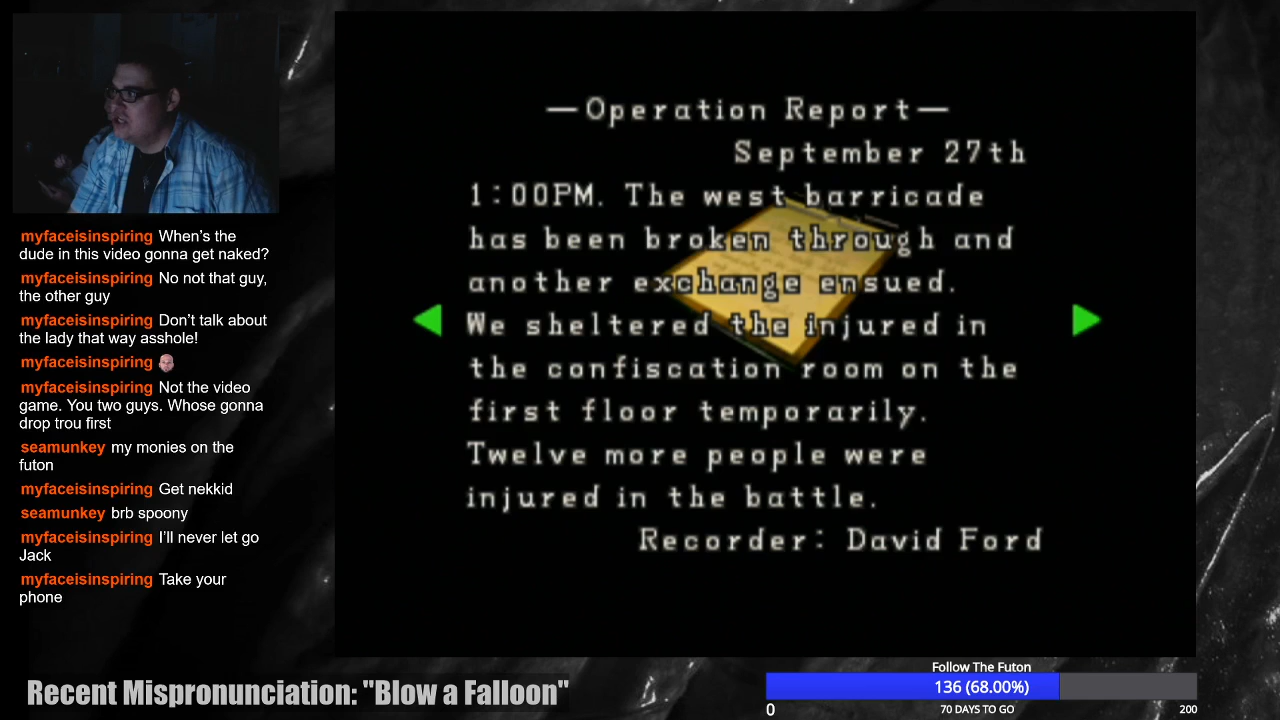 —Operation Report—
September 27th
1:00PM. The west barricade
has been broken through and
another exchange ensued.
We sheltered the injured in
the confiscation room on the
first floor temporarily.
Twelve more people were
injured in the battle.
Recorder: David Ford
myfaceisinspiring When’s the
dude in this video gonna get naked?
myfaceisinspiring No not that guy,
the other guy
myfaceisinspiring Don’t talk about
the lady that way asshole!
myfaceisinspiring
myfaceisinspiring Not the video
game. You two guys. Whose gonna
drop trou first
seamunkey my monies on the
futon
myfaceisinspiring Get nekkid
seamunkey brb spoony
myfaceisinspiring I’ll never let go
Jack
myfaceisinspiring Take your
phone
Recent Mispronunciation: "Blow a Falloon"
Follow The Futon
136 (68.00%)
0
70 DAYS TO GO
200